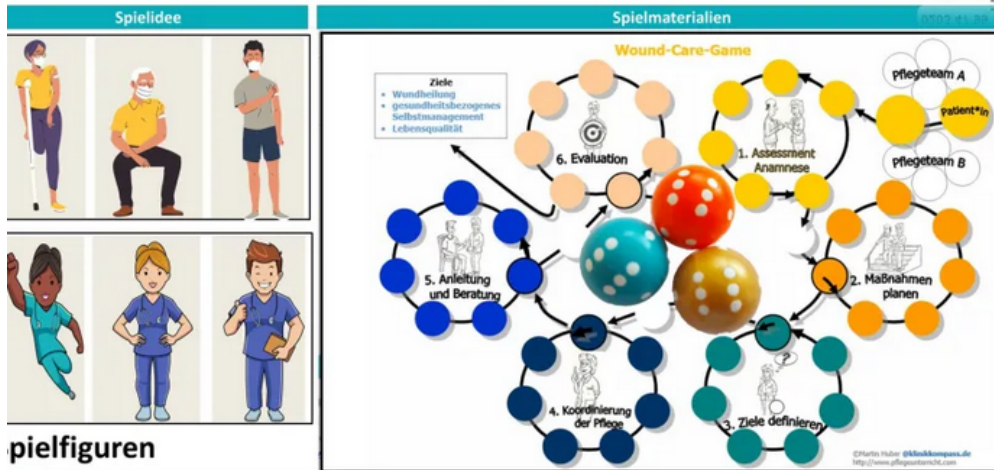 Spielidee
Spielmaterialien
Wound-Care-Game
Ziele
• Wundheilung
• gesundheitsbezogenes
Selbstmanagement
• Lebensqualität
Pflegeteam A
Patient*in
Pflegeteam B
1. Assessment
Anamnese
2. Maßnahmen
planen
3. Ziele definieren
4. Koordinierung
der Pflege
5. Anleitung
und Beratung
6. Evaluation
?
pielfiguren
©Martin Huber @klinikkompass.de
http://www.pflegeunterricht.com